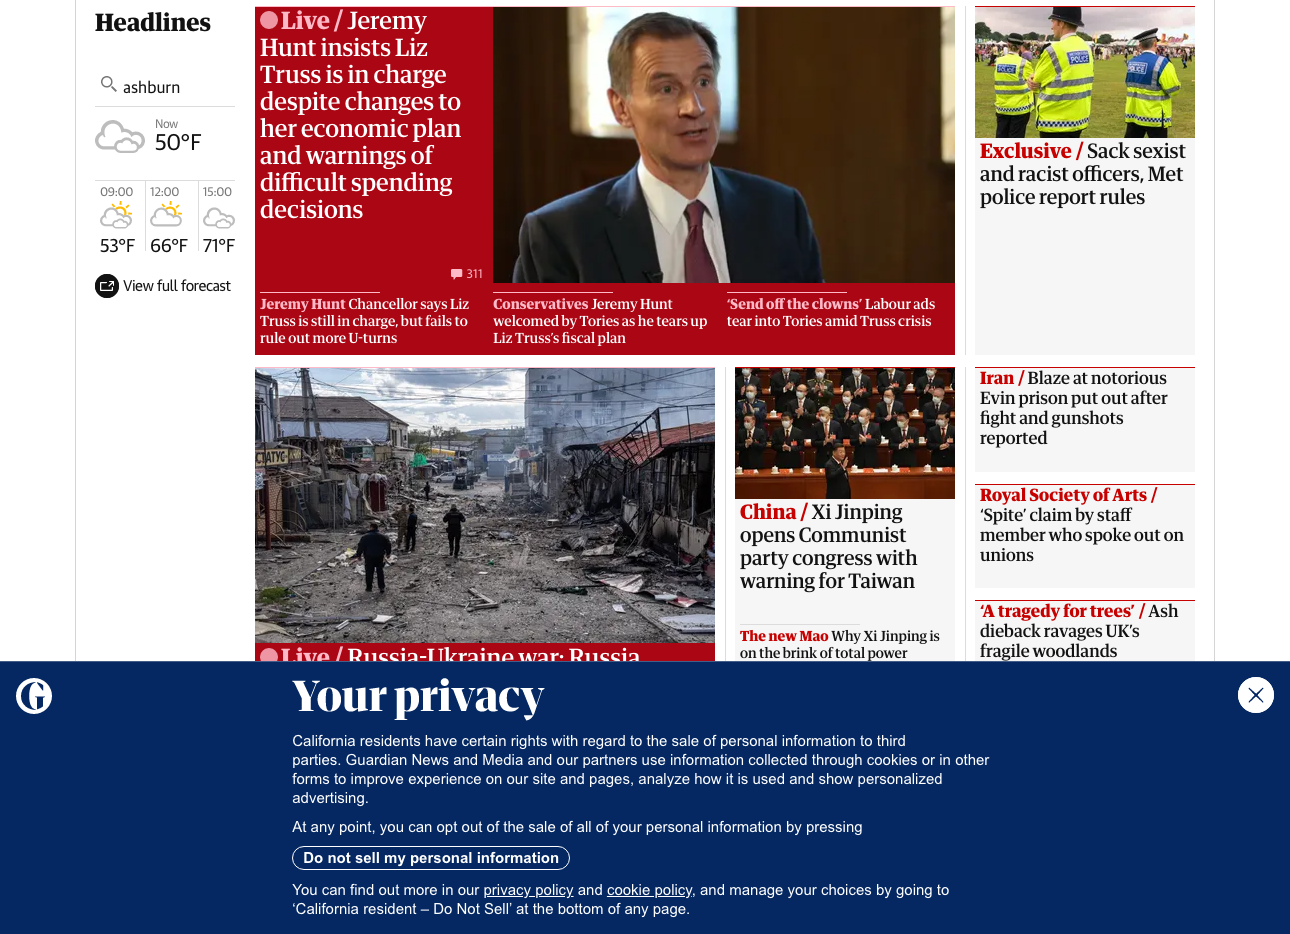 Headlines
ashburn
Now
50°F
09:00
12:00
15:00
53°F
66°F
71°F
View full forecast
Live / Jeremy
Hunt insists Liz
Truss is in charge
despite changes to
her economic plan
and warnings of
difficult spending
decisions
311
Jeremy Hunt Chancellor says Liz
Truss is still in charge, but fails to
rule out more U-turns
Conservatives Jeremy Hunt
welcomed by Tories as he tears up
Liz Truss's fiscal plan
'Send off the clowns' Labour ads
tear into Tories amid Truss crisis
POLICE
POLICE
POLICE
Exclusive / Sack sexist
and racist officers, Met
police report rules
СТАТУС
Live / Russia-Ukraine war: Russia
China / Xi Jinping
opens Communist
party congress with
warning for Taiwan
The new Mao Why Xi Jinping is
on the brink of total power
Iran / Blaze at notorious
Evin prison put out after
fight and gunshots
reported
Royal Society of Arts /
'Spite' claim by staff
member who spoke out on
unions
'A tragedy for trees' / Ash
dieback ravages UK's
fragile woodlands
G
Your privacy
California residents have certain rights with regard to the sale of personal information to third
parties. Guardian News and Media and our partners use information collected through cookies or in other
forms to improve experience on our site and pages, analyze how it is used and show personalized
advertising.
At any point, you can opt out of the sale of all of your personal information by pressing
Do not sell my personal information
You can find out more in our privacy policy and cookie policy, and manage your choices by going to
'California resident – Do Not Sell' at the bottom of any page.